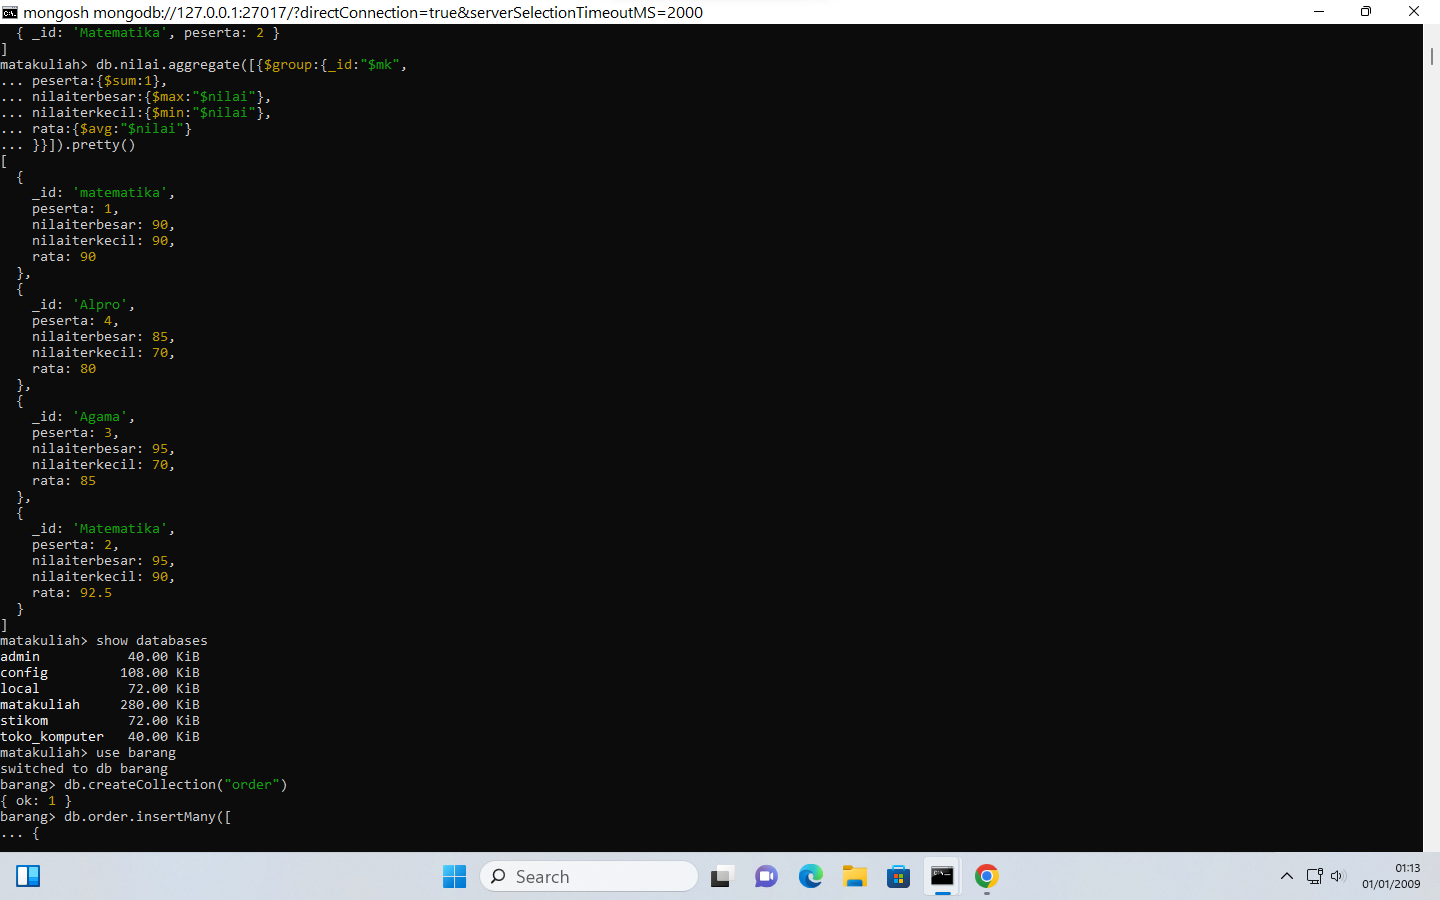 mongosh mongodb://127.0.0.1:27017/?directConnection=true&serverSelectionTimeoutMS=2000
  { _id: 'Matematika', peserta: 2 }
]
matakuliah> db.nilai.aggregate([{$group:{_id:"$mk",
... peserta:{$sum:1},
... nilaiterbesar:{$max:"$nilai"},
... nilaiterkecil:{$min:"$nilai"},
... rata:{$avg:"$nilai"}
... }}]).pretty()
[
  {
    _id: 'matematika',
    peserta: 1,
    nilaiterbesar: 90,
    nilaiterkecil: 90,
    rata: 90
  },
  {
    _id: 'Alpro',
    peserta: 4,
    nilaiterbesar: 85,
    nilaiterkecil: 70,
    rata: 80
  },
  {
    _id: 'Agama',
    peserta: 3,
    nilaiterbesar: 95,
    nilaiterkecil: 70,
    rata: 85
  },
  {
    _id: 'Matematika',
    peserta: 2,
    nilaiterbesar: 95,
    nilaiterkecil: 90,
    rata: 92.5
  }
]
matakuliah> show databases
admin           40.00 KiB
config         108.00 KiB
local           72.00 KiB
matakuliah     280.00 KiB
stikom          72.00 KiB
toko_komputer   40.00 KiB
matakuliah> use barang
switched to db barang
barang> db.createCollection("order")
{ ok: 1 }
barang> db.order.insertMany([
... {
Search
01:13
01/01/2009